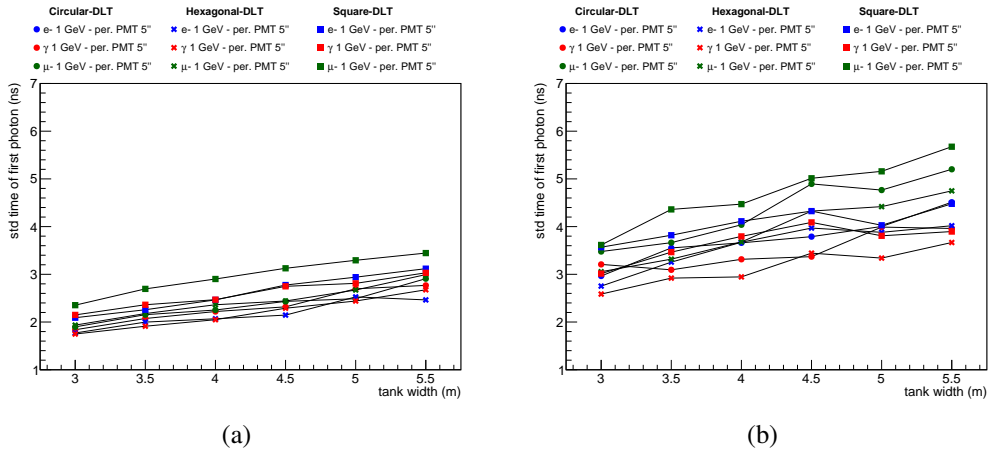 Circular-DLT Hexagonal-DLT Square-DLT
e- 1 GeV - per. PMT 5" e- 1 GeV - per. PMT 5" e- 1 GeV - per. PMT 5"
γ 1 GeV - per. PMT 5" γ 1 GeV - per. PMT 5" γ 1 GeV - per. PMT 5"
μ- 1 GeV - per. PMT 5" μ- 1 GeV - per. PMT 5" μ- 1 GeV - per. PMT 5"
std time of first photon (ns)
7
6
5
4
3
2
1
3 3.5 4 4.5 5 5.5
tank width (m)
(a)
Circular-DLT Hexagonal-DLT Square-DLT
e- 1 GeV - per. PMT 5" e- 1 GeV - per. PMT 5" e- 1 GeV - per. PMT 5"
γ 1 GeV - per. PMT 5" γ 1 GeV - per. PMT 5" γ 1 GeV - per. PMT 5"
μ- 1 GeV - per. PMT 5" μ- 1 GeV - per. PMT 5" μ- 1 GeV - per. PMT 5"
std time of first photon (ns)
7
6
5
4
3
2
1
3 3.5 4 4.5 5 5.5
tank width (m)
(b)